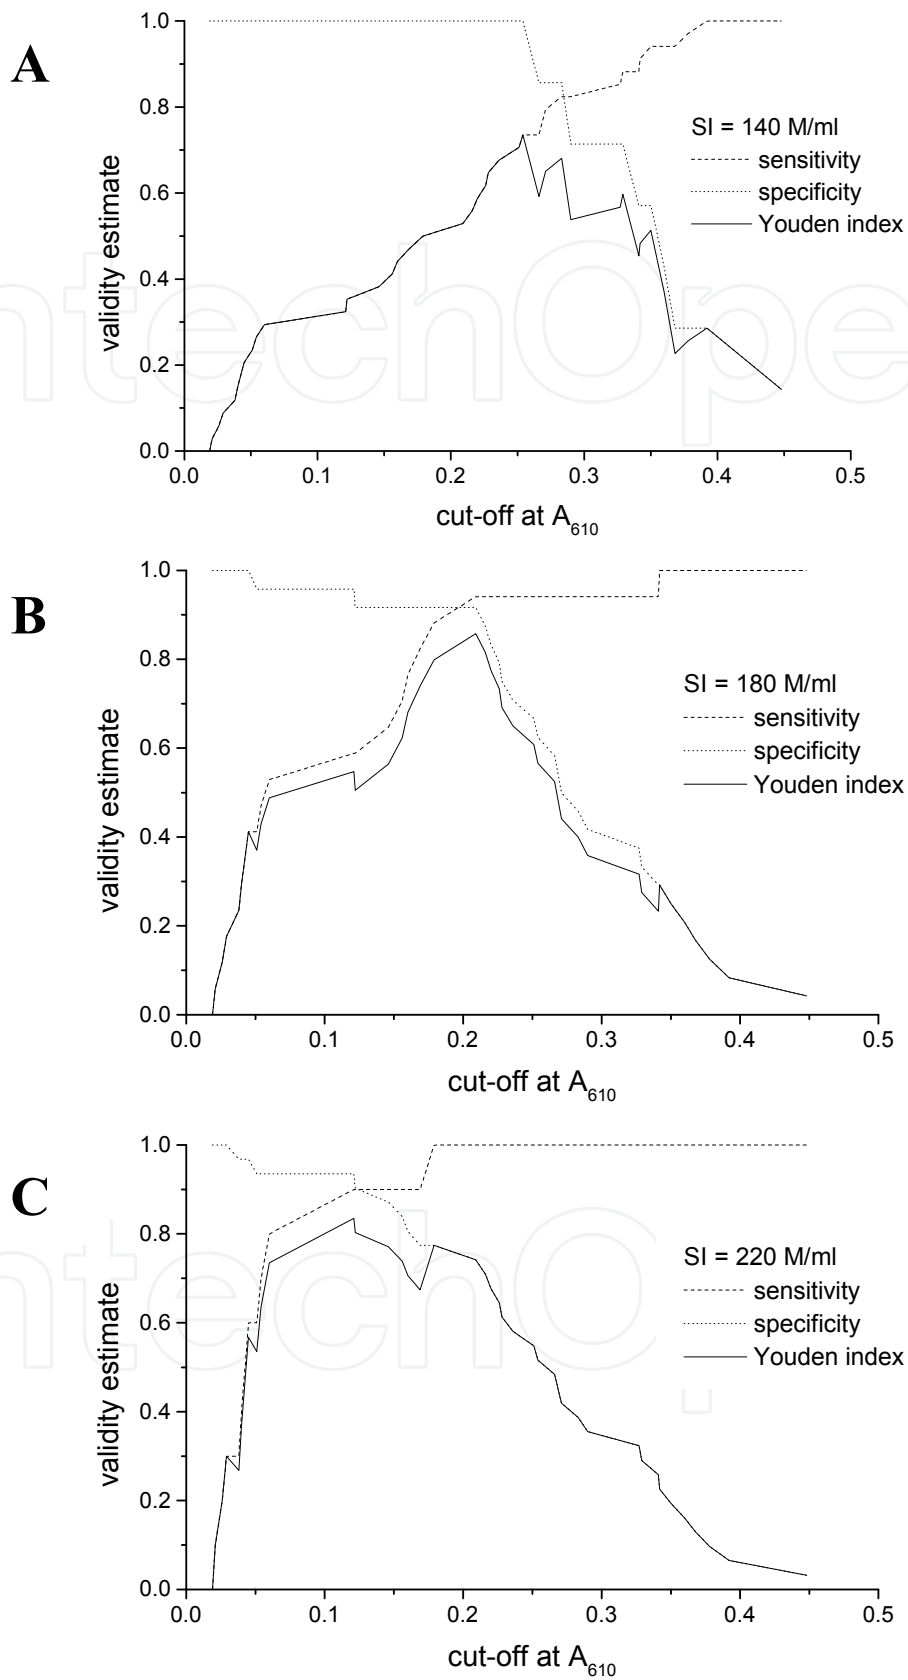 A
1.0
0.8
0.6
0.4
0.2
0.0
validity estimate
SI = 140 M/ml
sensitivity
specificity
Youden index
0.0 0.1 0.2 0.3 0.4 0.5
cut-off at A610
B
1.0
0.8
0.6
0.4
0.2
0.0
validity estimate
SI = 180 M/ml
sensitivity
specificity
Youden index
0.0 0.1 0.2 0.3 0.4 0.5
cut-off at A610
C
1.0
0.8
0.6
0.4
0.2
0.0
validity estimate
SI = 220 M/ml
sensitivity
specificity
Youden index
0.0 0.1 0.2 0.3 0.4 0.5
cut-off at A610
ntechOpe
ntechOp